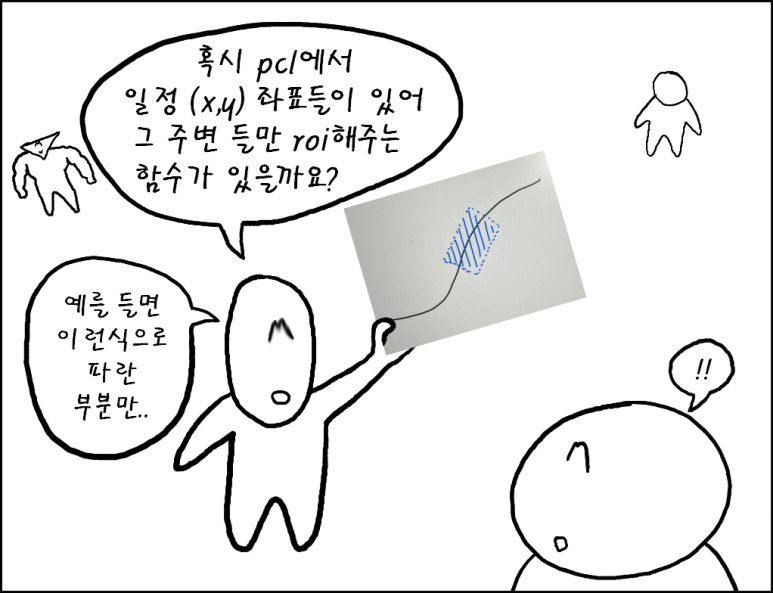 혹시 pcl에서
일정 (x,y) 좌표들이 있어
그 주변 들만 roi해주는
함수가 있을까요?
예를 들면
이런식으로
파란
부분만..
!!